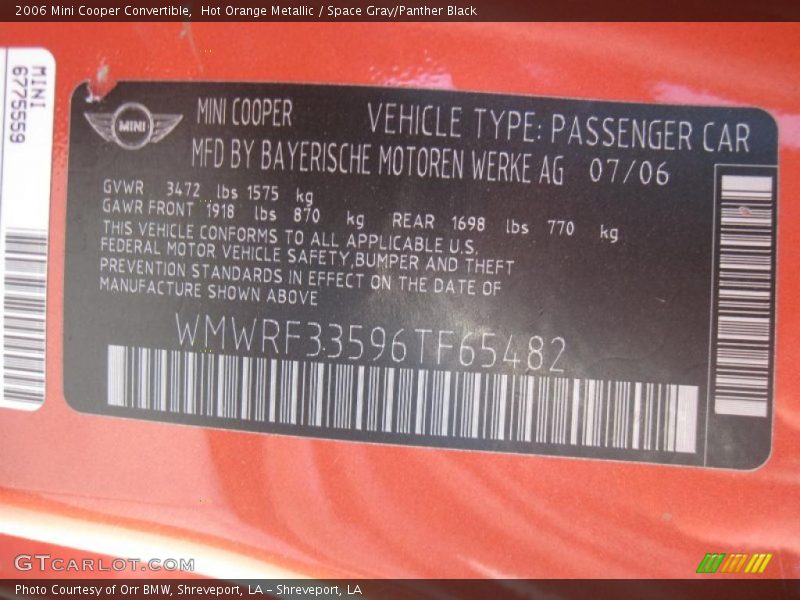 2006 Mini Cooper Convertible,  Hot Orange Metallic / Space Gray/Panther Black
MINI
6775559
MINI
MINI COOPER
VEHICLE TYPE: PASSENGER CAR
MFD BY BAYERISCHE MOTOREN WERKE AG 07/06
GVWR 3472 lbs 1575 kg
GAWR FRONT 1918 lbs 870 kg REAR 1698 lbs 770 kg
THIS VEHICLE CONFORMS TO ALL APPLICABLE U.S.
FEDERAL MOTOR VEHICLE SAFETY,BUMPER AND THEFT
PREVENTION STANDARDS IN EFFECT ON THE DATE OF
MANUFACTURE SHOWN ABOVE
WMWRF33596TF65482
GTCARLOT.COM
Photo Courtesy of Orr BMW, Shreveport, LA - Shreveport, LA